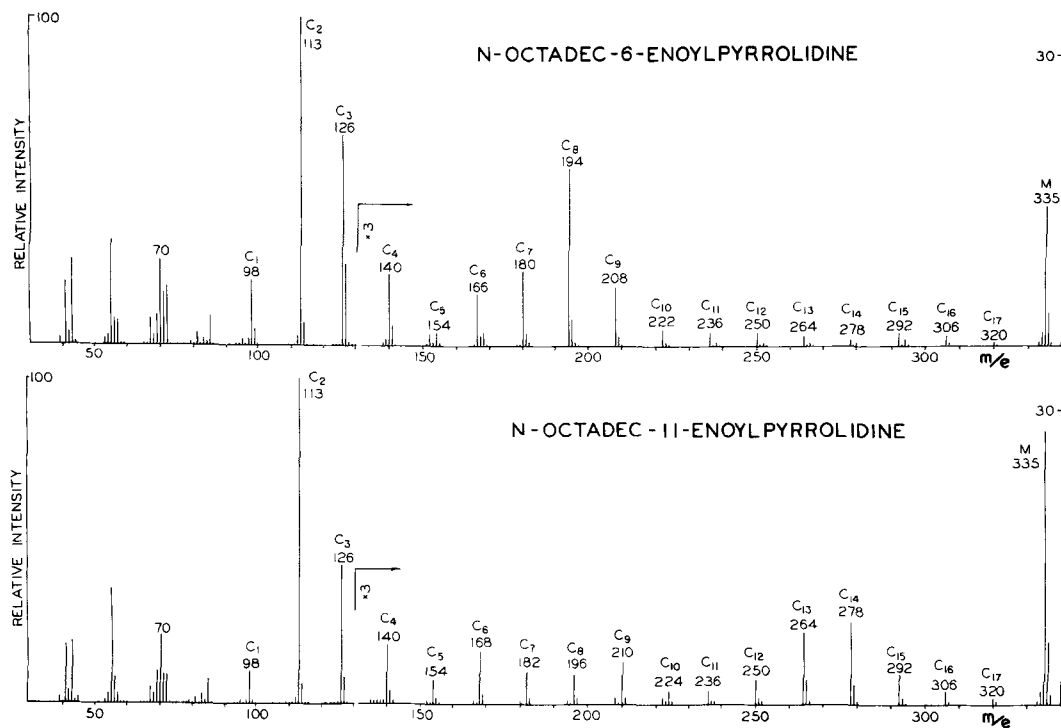 100
C2
113
N-OCTADEC-6-ENOYLPYRROLIDINE
30
RELATIVE INTENSITY
C3
126
C8
194
M
335
×3
70
C1
98
C4
140
C5
154
C6
166
C7
180
C9
208
C10
222
C11
236
C12
250
C13
264
C14
278
C15
292
C16
306
C17
320
50
100
150
200
250
300
m/e
100
C2
113
N-OCTADEC-11-ENOYLPYRROLIDINE
30
RELATIVE INTENSITY
M
335
C3
126
×3
70
C1
98
C4
140
C5
154
C6
168
C7
182
C8
196
C9
210
C10
224
C11
236
C12
250
C13
264
C14
278
C15
292
C16
306
C17
320
50
100
150
200
250
300
m/e